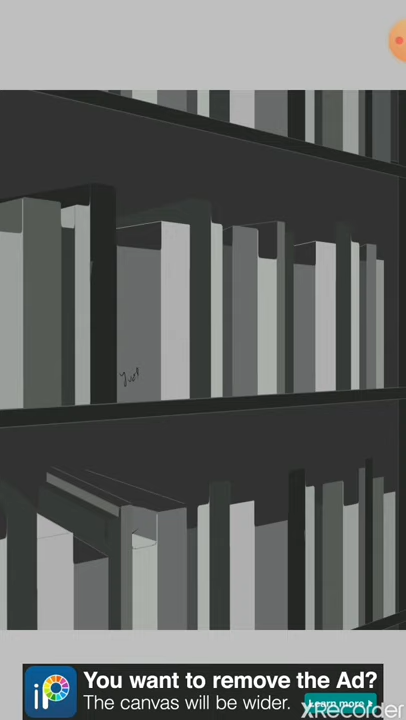 You want to remove the Ad?
The canvas will be wider.
Learn more
XRecorder